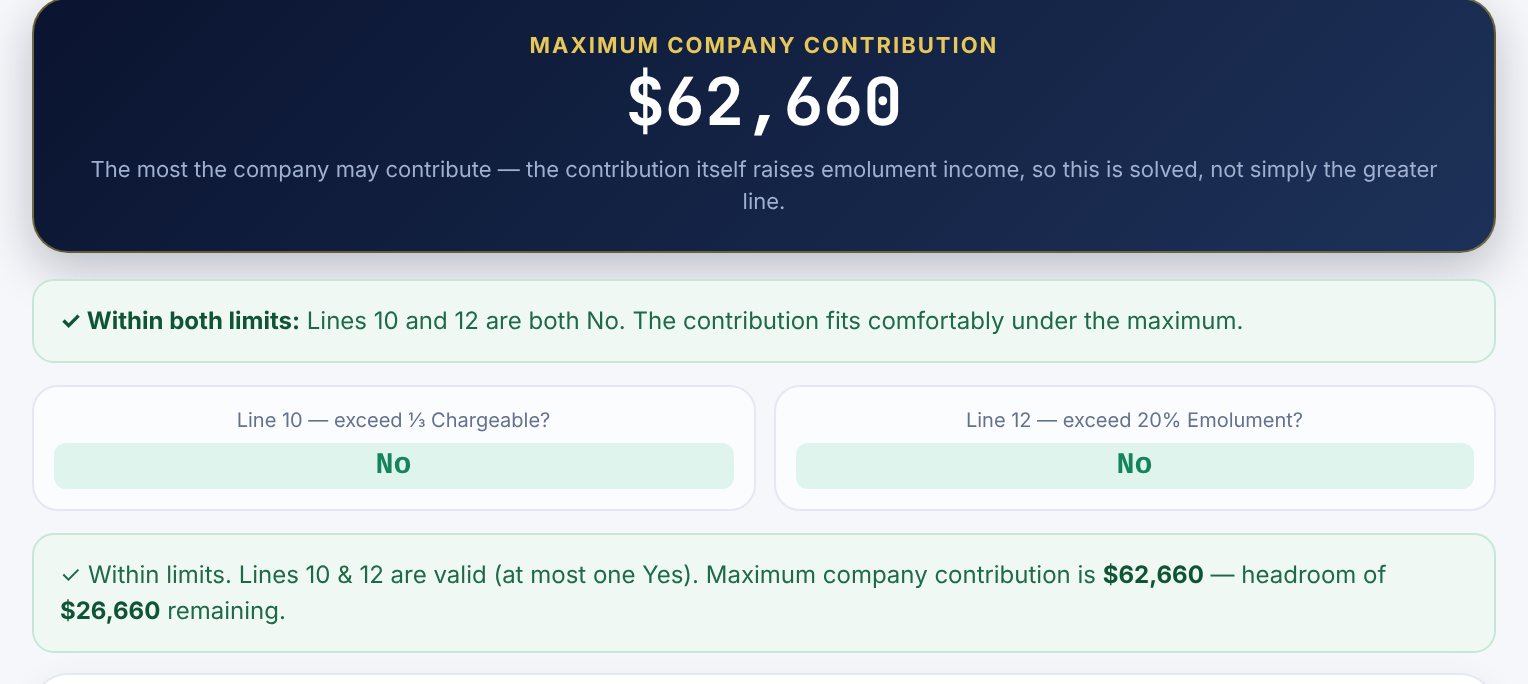 MAXIMUM COMPANY CONTRIBUTION
$62,660
The most the company may contribute — the contribution itself raises emolument income, so this is solved, not simply the greater
line.
✓ Within both limits: Lines 10 and 12 are both No. The contribution fits comfortably under the maximum.
Line 10 — exceed ⅓ Chargeable?
No
Line 12 — exceed 20% Emolument?
No
✓ Within limits. Lines 10 & 12 are valid (at most one Yes). Maximum company contribution is $62,660 — headroom of
$26,660 remaining.